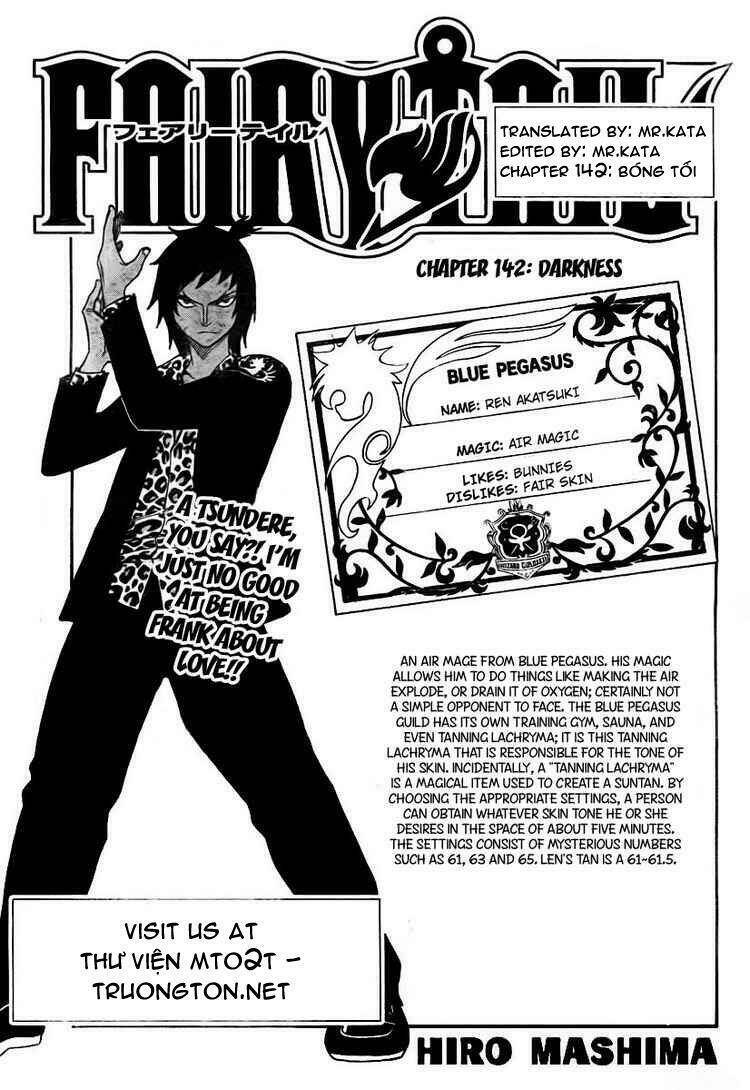 FAIRY TAIL
フェアリーテイル
TRANSLATED BY: MR.KATA
EDITED BY: MR.KATA
CHAPTER 142: BÓNG TỐI
CHAPTER 142: DARKNESS
BLUE PEGASUS
NAME: REN AKATSUKI
MAGIC: AIR MAGIC
LIKES: BUNNIES
DISLIKES: FAIR SKIN
A TSUNDERE,
YOU SAY?! I'M
JUST NO GOOD
AT BEING
FRANK ABOUT
LOVE!!
AN AIR MAGE FROM BLUE PEGASUS. HIS MAGIC
ALLOWS HIM TO DO THINGS LIKE MAKING THE AIR
EXPLODE, OR DRAIN IT OF OXYGEN; CERTAINLY NOT
A SIMPLE OPPONENT TO FACE. THE BLUE PEGASUS
GUILD HAS ITS OWN TRAINING GYM, SAUNA, AND
EVEN TANNING LACHRYMA; IT IS THIS TANNING
LACHRYMA THAT IS RESPONSIBLE FOR THE TONE OF
HIS SKIN. INCIDENTALLY, A "TANNING LACHRYMA"
IS A MAGICAL ITEM USED TO CREATE A SUNTAN. BY
CHOOSING THE APPROPRIATE SETTINGS, A PERSON
CAN OBTAIN WHATEVER SKIN TONE HE OR SHE
DESIRES IN THE SPACE OF ABOUT FIVE MINUTES.
THE SETTINGS CONSIST OF MYSTERIOUS NUMBERS
SUCH AS 61, 63 AND 65. LEN'S TAN IS A 61~61.5.
VISIT US AT
THƯ VIỆN MTO2T -
TRUONGTON.NET
HIRO MASHIMA